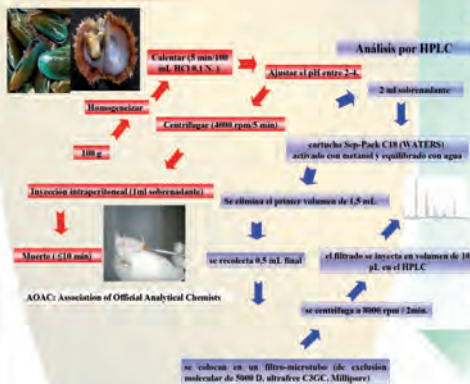 Calentar (5 min/100
mL HCl 0,1 N. )
Análisis por HPLC
Ajustar el pH entre 2-4.
2 ml sobrenadante
Homogeneizar
Centrifugar (4000 rpm/5 min)
100 g
cartucho Sep-Pack C18 (WATERS)
activado con metanol y equilibrado con agua
Inyección intraperitoneal (1ml sobrenadante)
Se elimina el primer volumen de 1,5 mL
Muerte (≤10 min)
se recolecta 0,5 mL final
el filtrado se inyecta en volumen de 10
µL en el HPLC
AOAC: Association of Official Analytical Chemists
se centrifuga a 8000 rpm / 2min.
se colocan en un filtro-microtubo (de exclusión
molecular de 5000 D, ultrafree C3GC, Millipore)